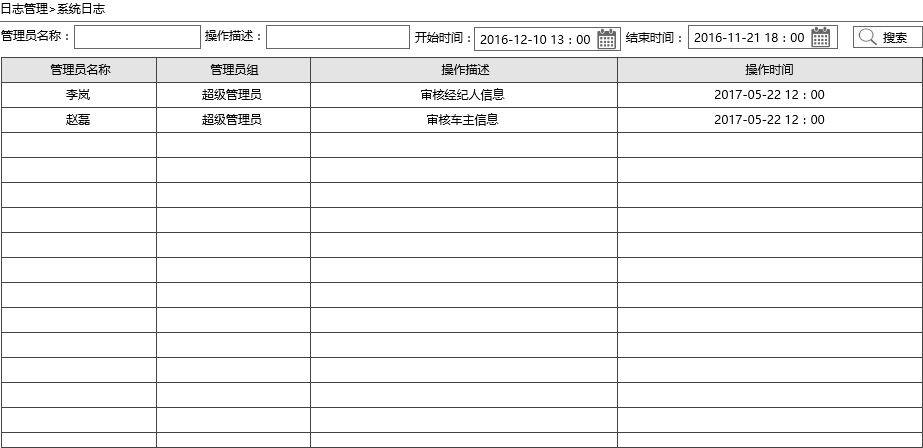 日志管理>系统日志
管理员名称： 操作描述： 开始时间： 2016-12-10 13：00 结束时间： 2016-11-21 18：00 搜索
管理员名称 管理员组 操作描述 操作时间
李岚 超级管理员 审核经纪人信息 2017-05-22 12：00
赵磊 超级管理员 审核车主信息 2017-05-22 12：00